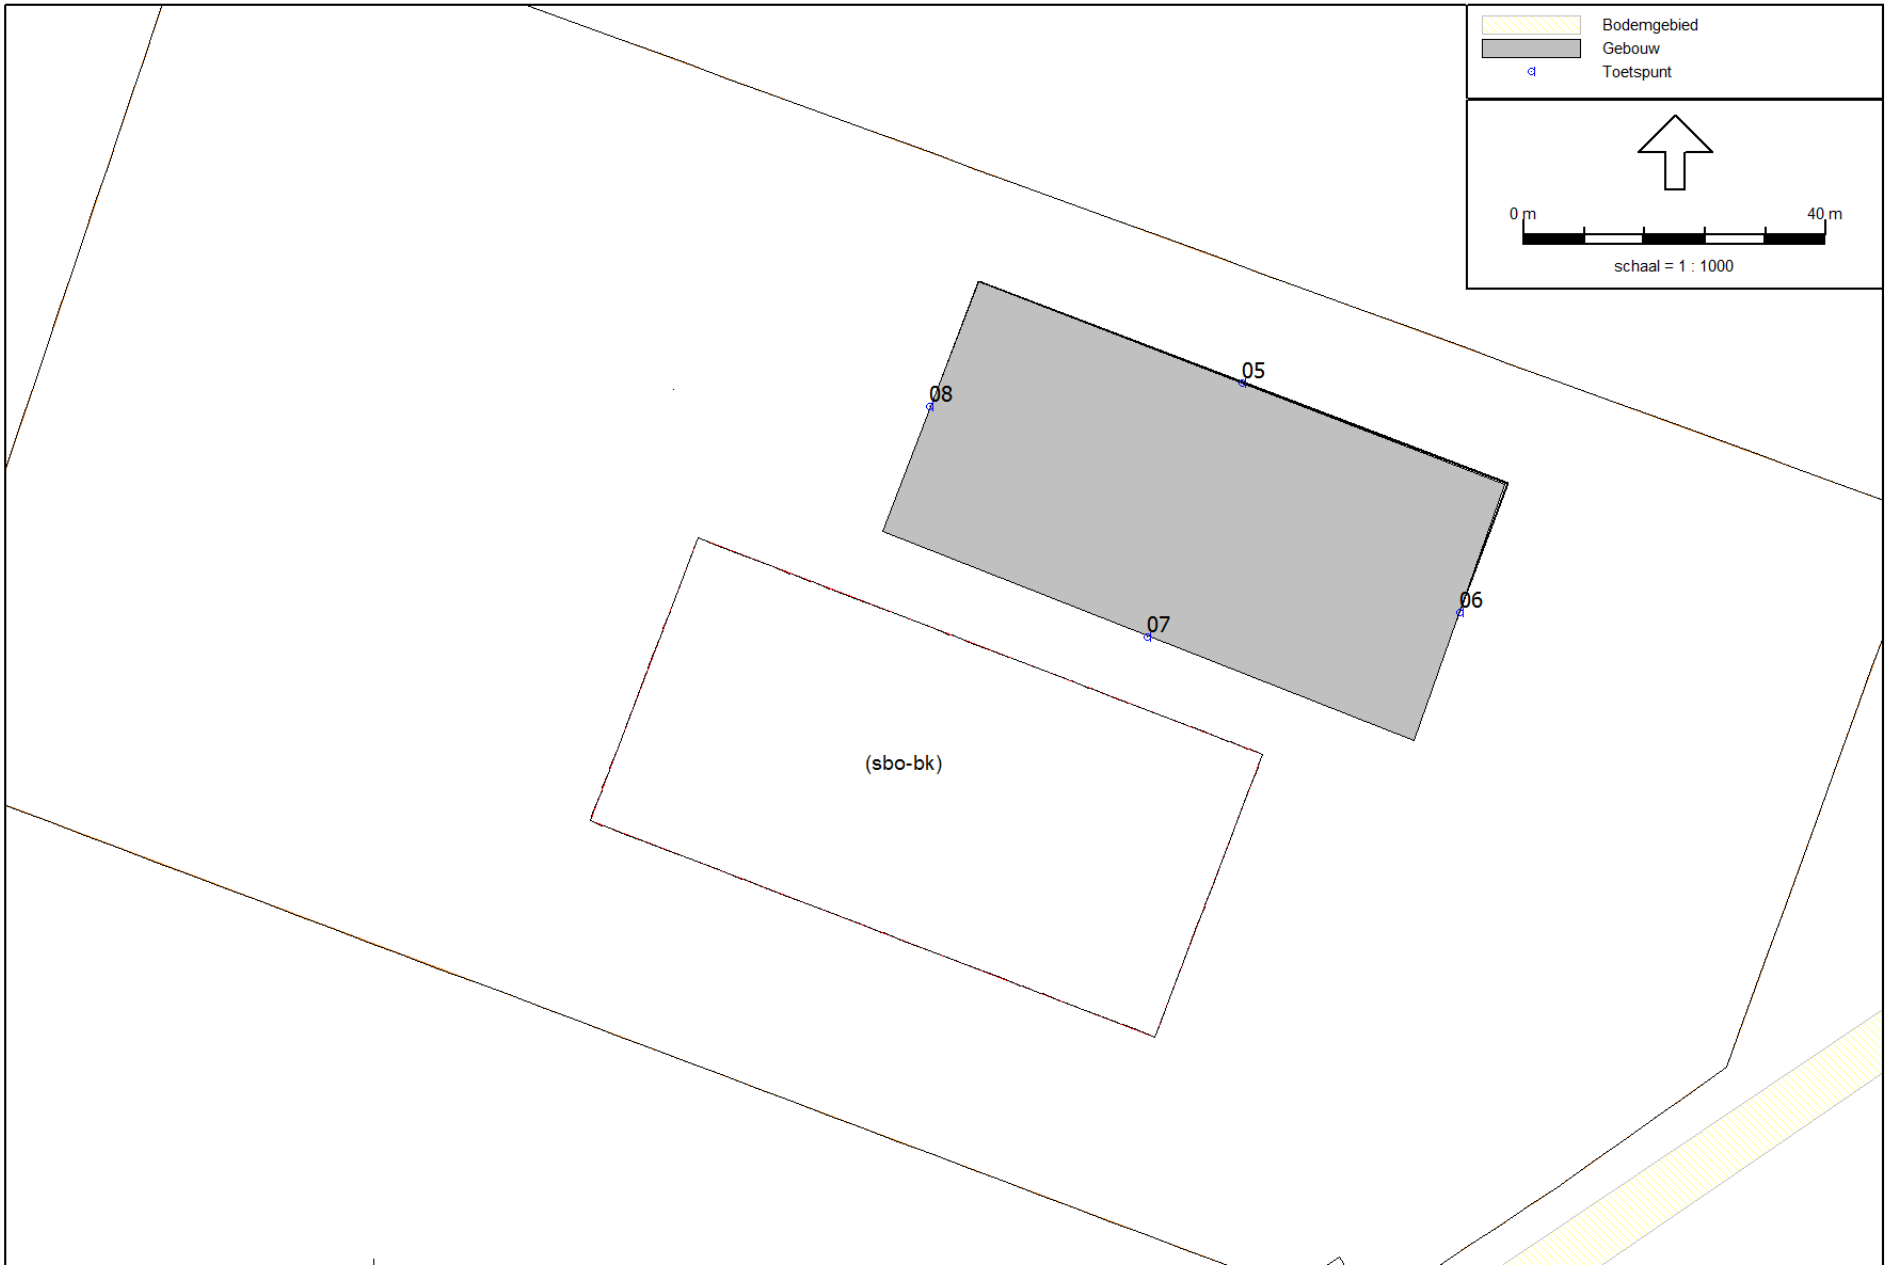 Bodemgebied
Gebouw
Toetspunt
0 m 40 m
schaal = 1 : 1000
05
08
06
07
(sbo-bk)